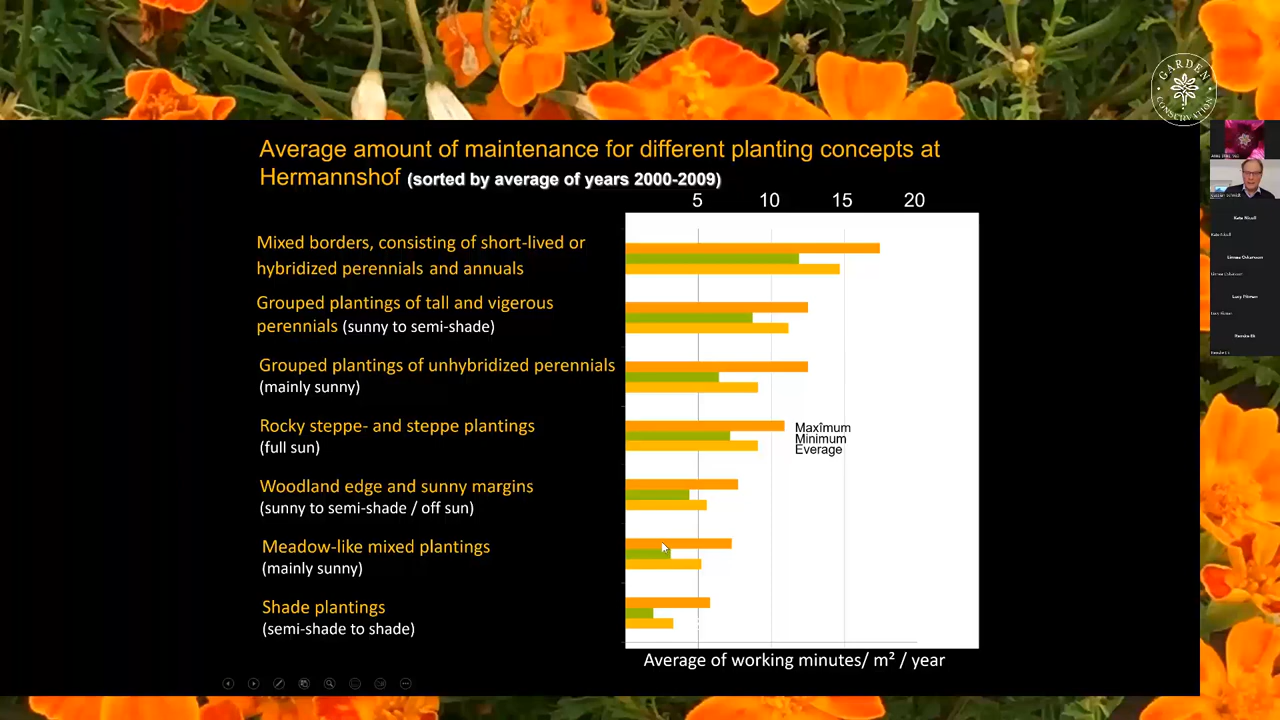 GARDEN
CONSERVATION
Average amount of maintenance for different planting concepts at
Hermannshof (sorted by average of years 2000-2009)
5 10 15 20
Mixed borders, consisting of short-lived or
hybridized perennials and annuals
Grouped plantings of tall and vigerous
perennials (sunny to semi-shade)
Grouped plantings of unhybridized perennials
(mainly sunny)
Rocky steppe- and steppe plantings
(full sun)
Maxîmum
Minimum
Everage
Woodland edge and sunny margins
(sunny to semi-shade / off sun)
Meadow-like mixed plantings
(mainly sunny)
Shade plantings
(semi-shade to shade)
Average of working minutes/ m² / year